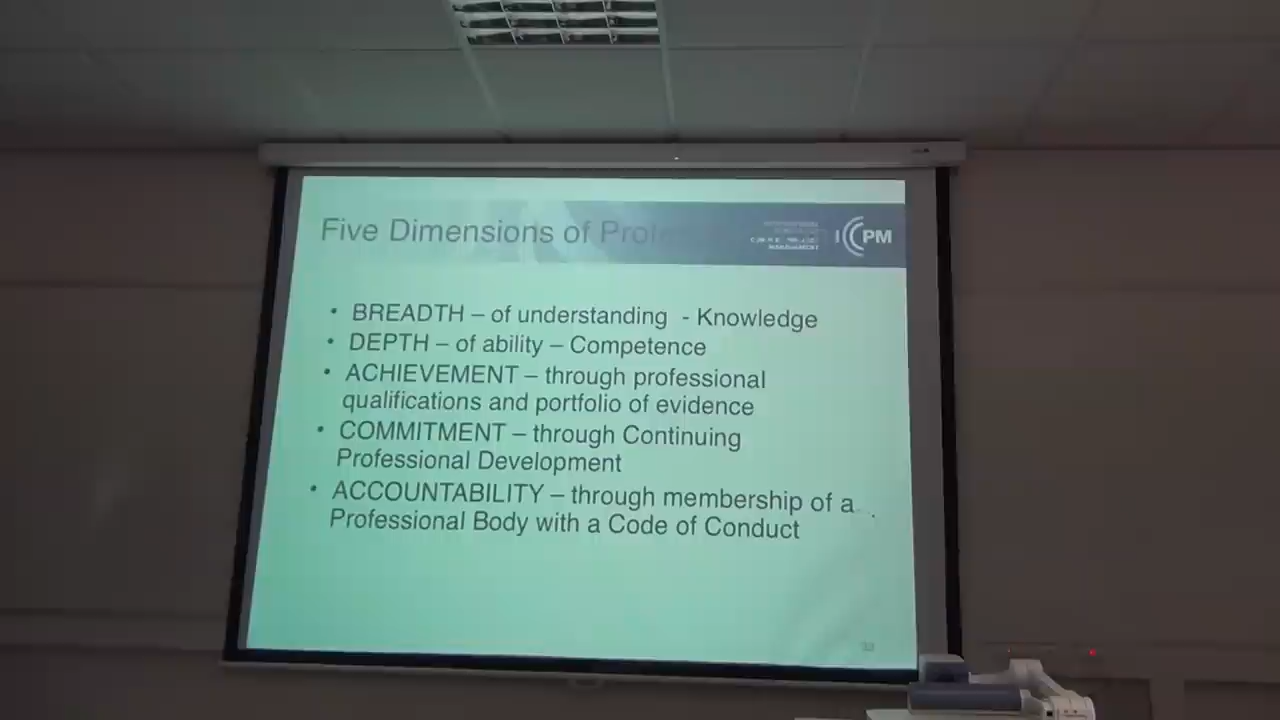 Five Dimensions of
ICCPM
• BREADTH – of understanding - Knowledge
• DEPTH – of ability – Competence
• ACHIEVEMENT – through professional
qualifications and portfolio of evidence
• COMMITMENT – through Continuing
Professional Development
• ACCOUNTABILITY – through membership of a
Professional Body with a Code of Conduct